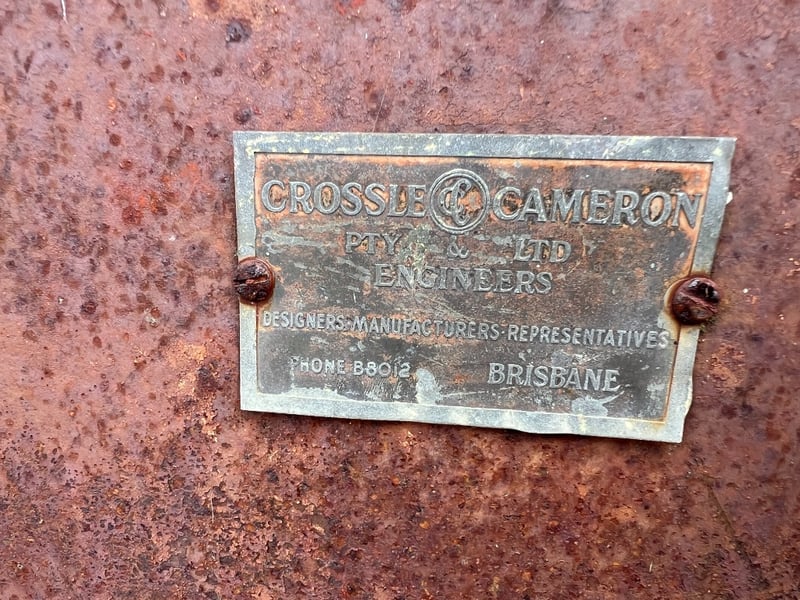 CROSSLE CC CAMERON
PTY & LTD
ENGINEERS
DESIGNERS·MANUFACTURERS·REPRESENTATIVES
PHONE B8012 BRISBANE